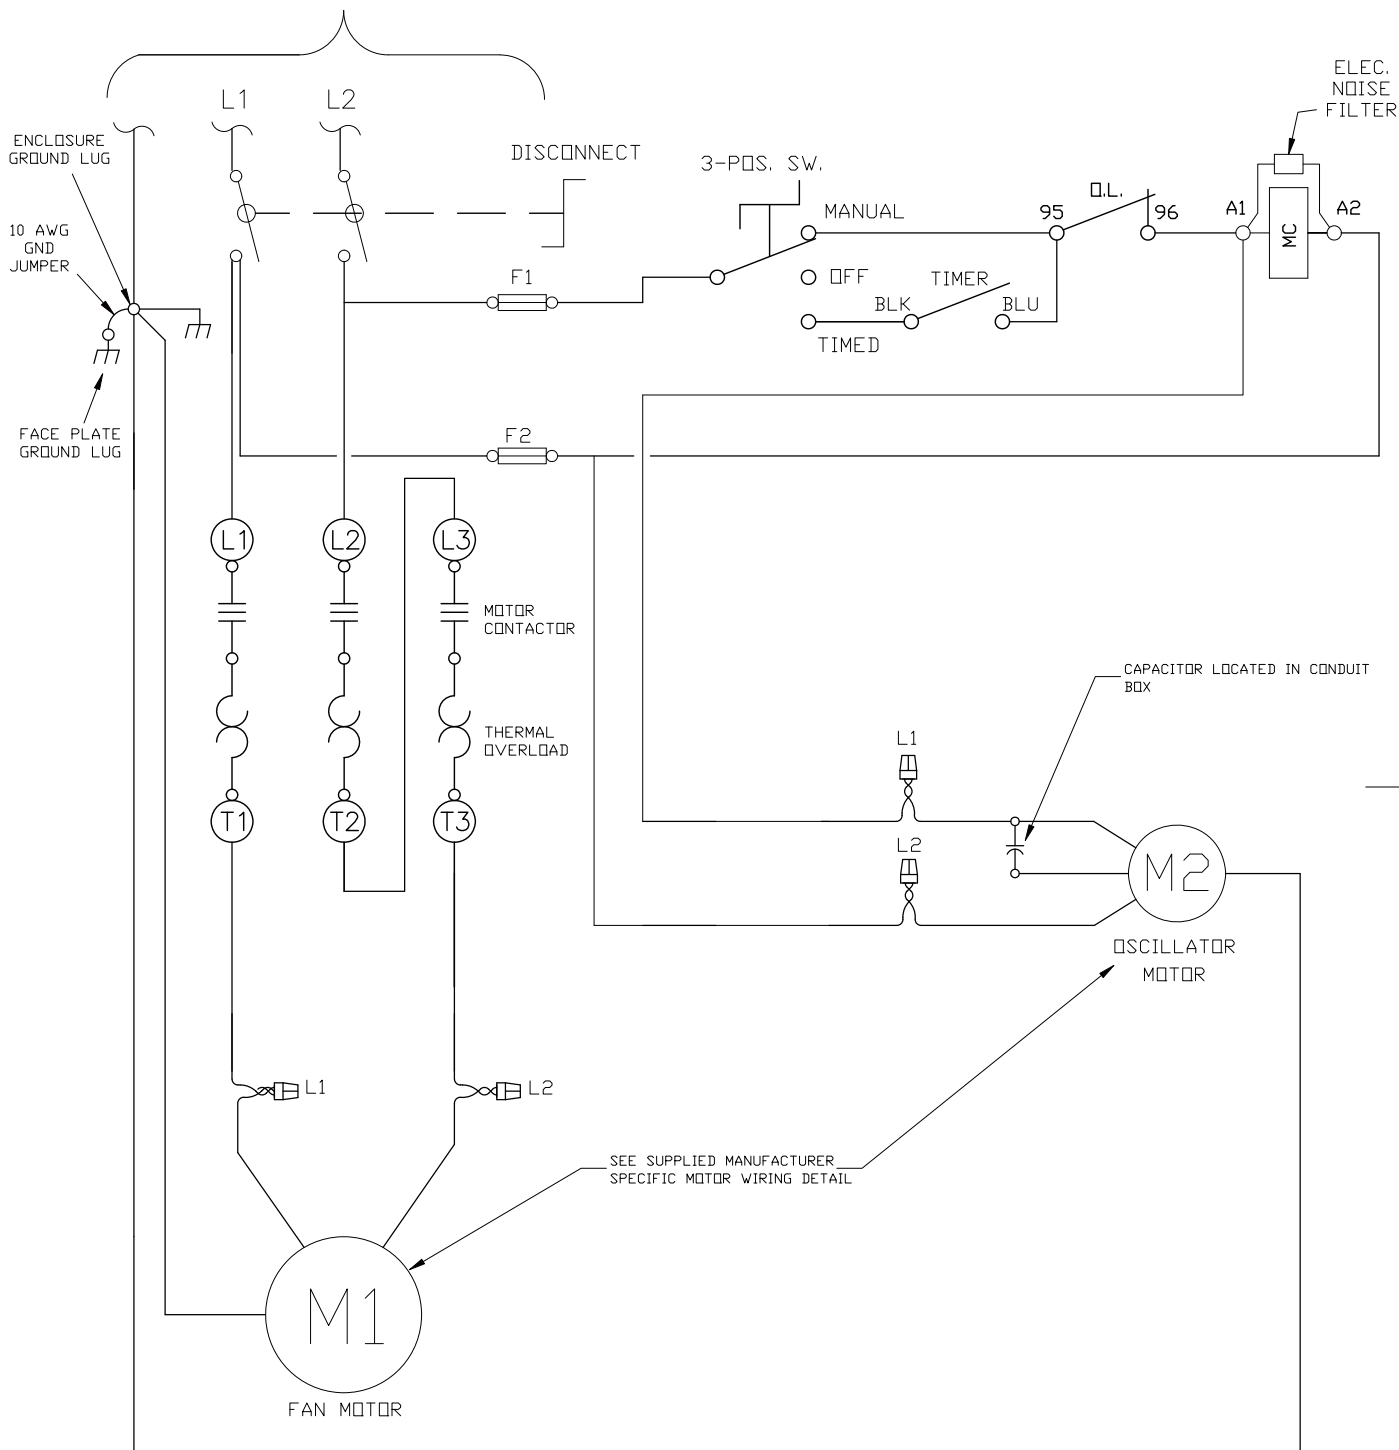 L1
L2
ELEC.
NOISE
FILTER
ENCLOSURE
GROUND LUG
DISCONNECT
3-POS. SW.
O.L.
MANUAL
95
96
A1
A2
MC
10 AWG
GND
JUMPER
F1
OFF
TIMER
BLK
BLU
TIMED
FACE PLATE
GROUND LUG
F2
L1
L2
L3
MOTOR
CONTACTOR
CAPACITOR LOCATED IN CONDUIT
BOX
THERMAL
OVERLOAD
L1
T1
T2
T3
L2
M2
OSCILLATOR
MOTOR
L1
L2
SEE SUPPLIED MANUFACTURER
SPECIFIC MOTOR WIRING DETAIL
M1
FAN MOTOR